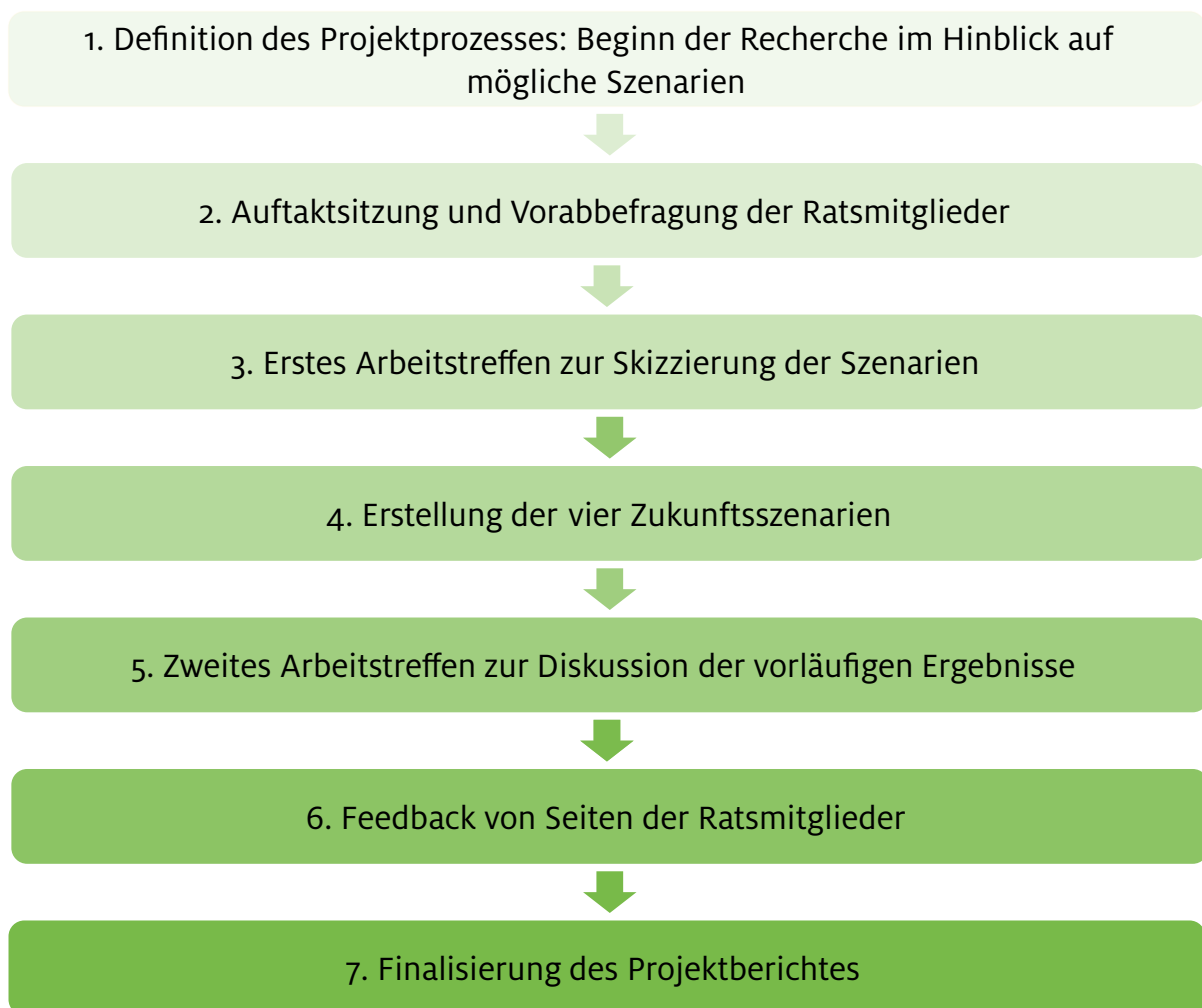 1. Definition des Projektprozesses: Beginn der Recherche im Hinblick auf
mögliche Szenarien
2. Auftaktsitzung und Vorabbefragung der Ratsmitglieder
3. Erstes Arbeitstreffen zur Skizzierung der Szenarien
4. Erstellung der vier Zukunftsszenarien
5. Zweites Arbeitstreffen zur Diskussion der vorläufigen Ergebnisse
6. Feedback von Seiten der Ratsmitglieder
7. Finalisierung des Projektberichtes